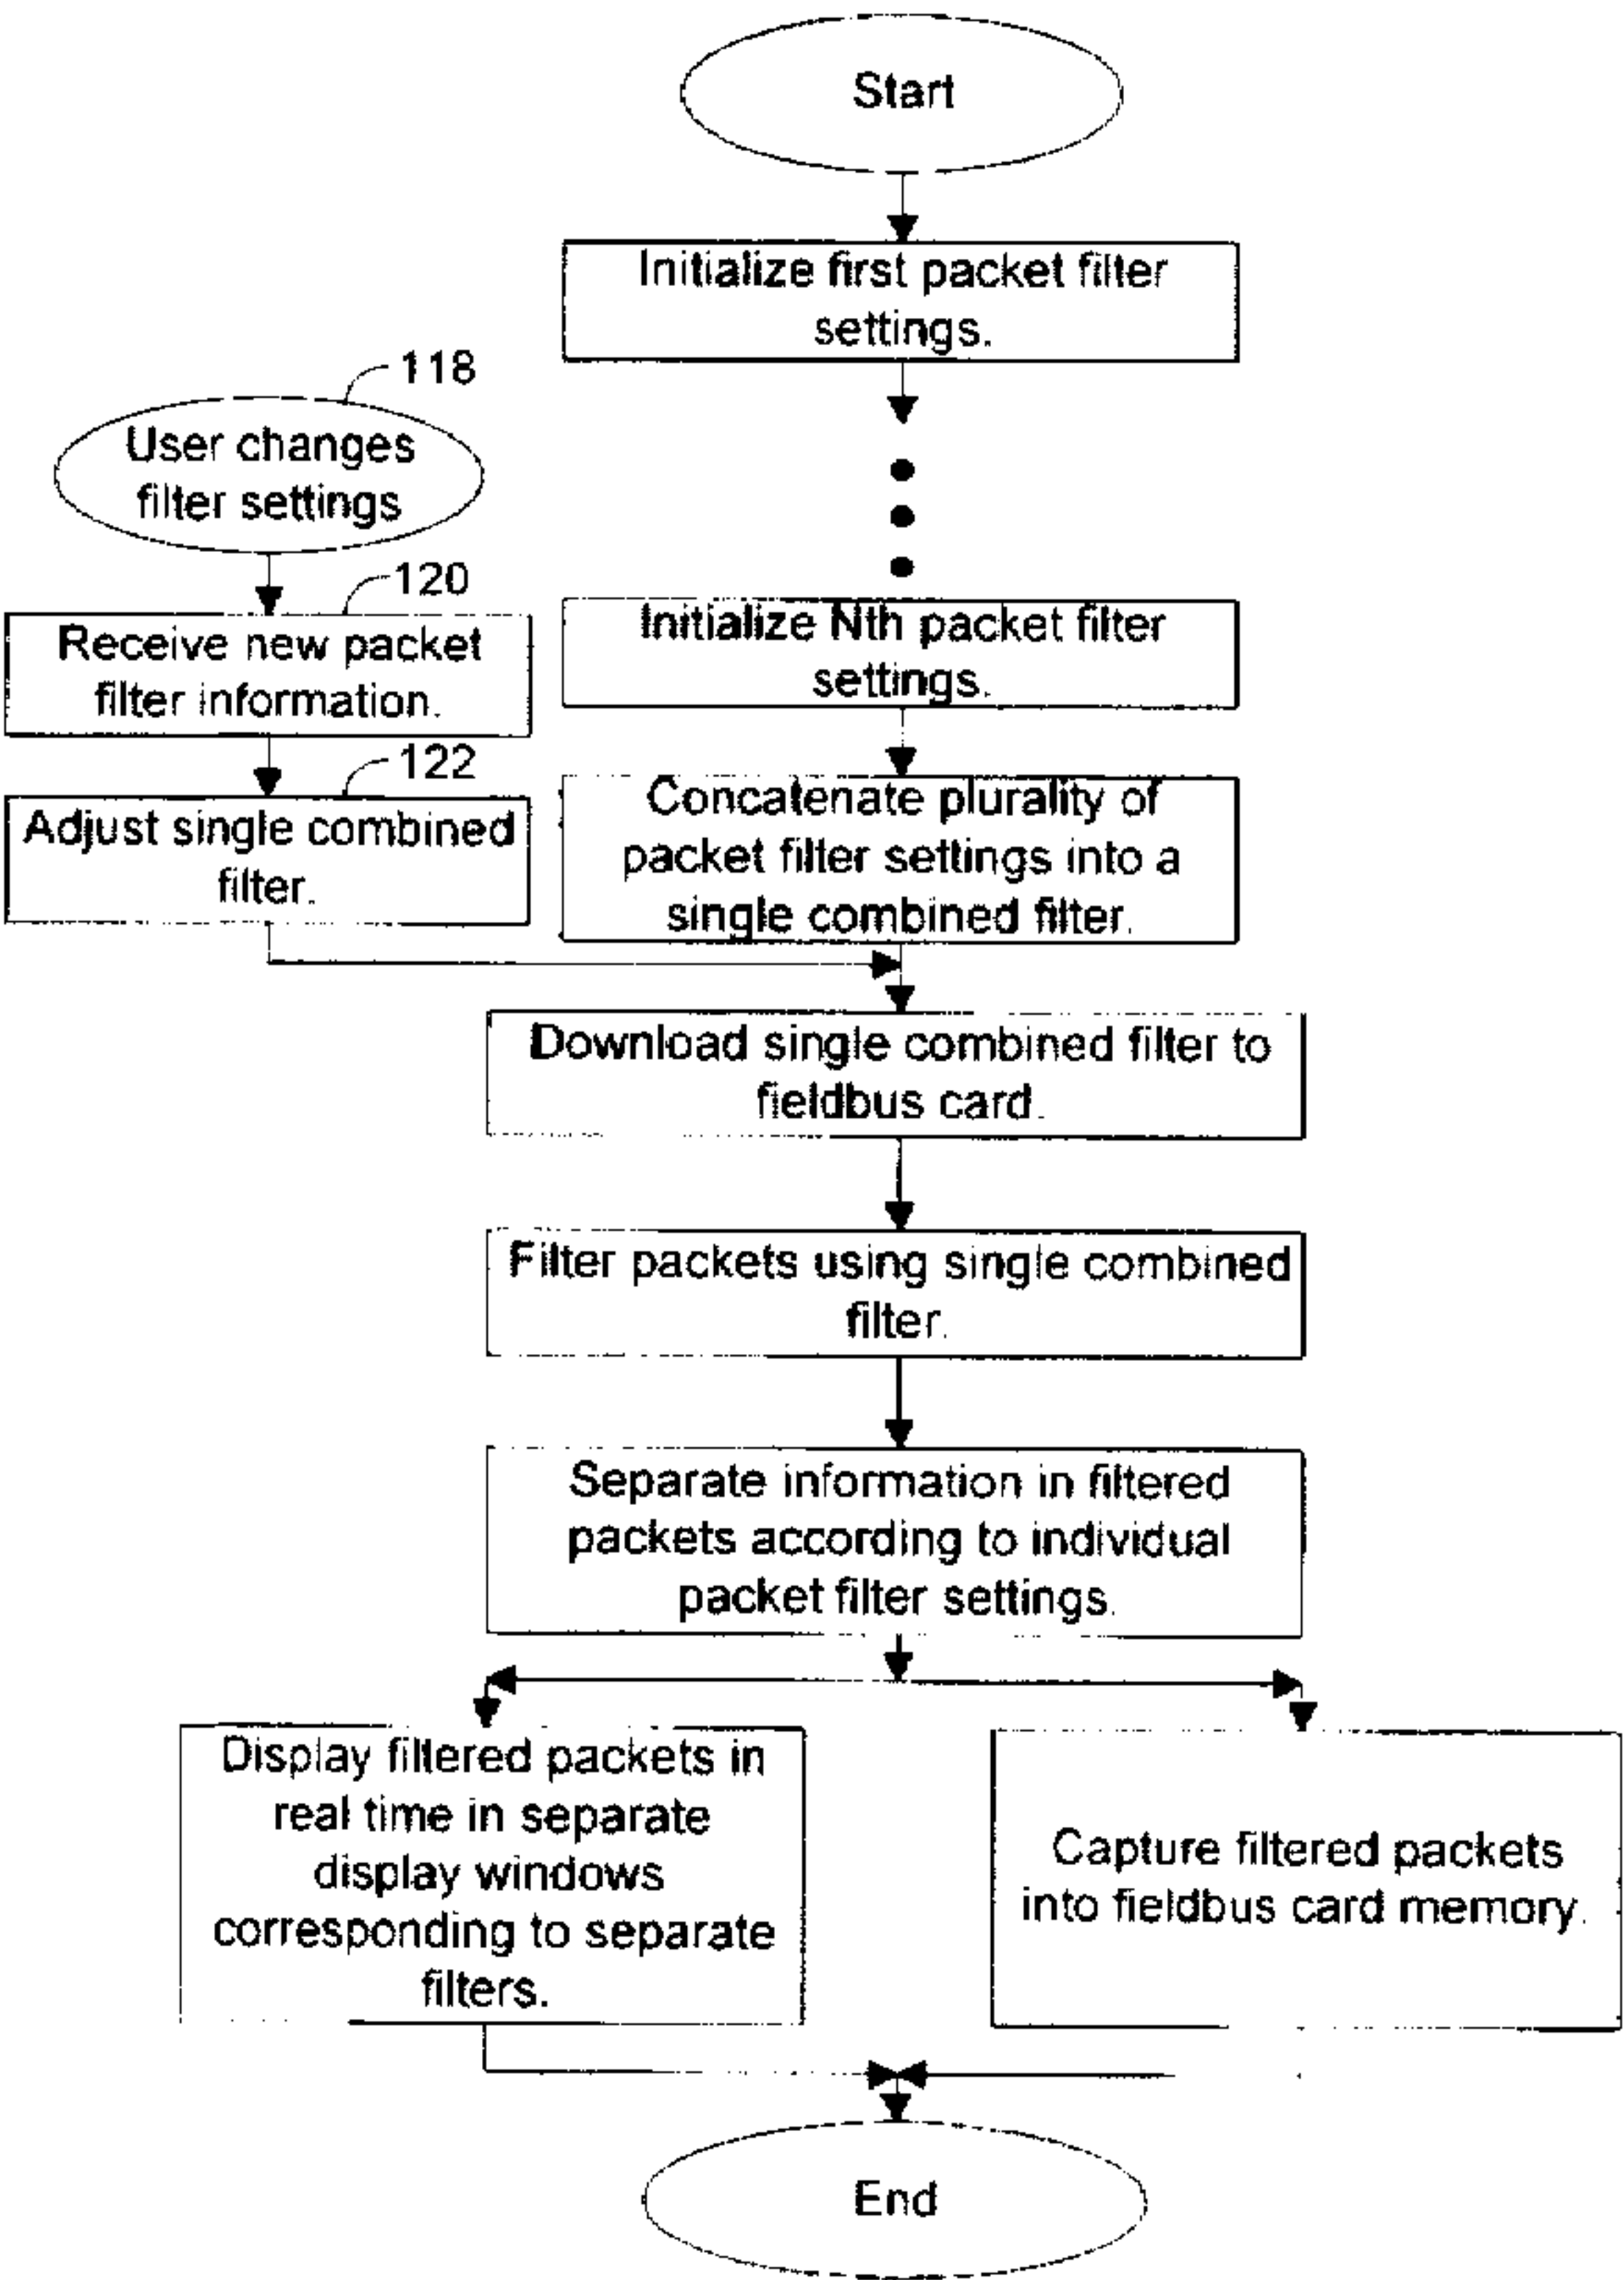 Start
Initialize first packet filter
settings.
118
User changes
filter settings
120
Receive new packet
filter information.
122
Adjust single combined
filter.
Initialize Nth packet filter
settings.
Concatenate plurality of
packet filter settings into a
single combined filter.
Download single combined filter to
fieldbus card.
Filter packets using single combined
filter.
Separate information in filtered
packets according to individual
packet filter settings.
Display filtered packets in
real time in separate
display windows
corresponding to separate
filters.
Capture filtered packets
into fieldbus card memory.
End